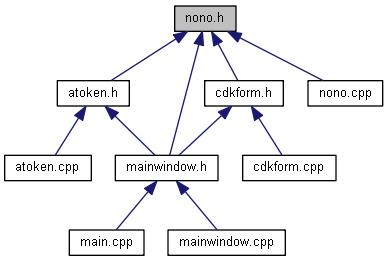 nono.h
atoken.h
cdkform.h
nono.cpp
atoken.cpp
mainwindow.h
cdkform.cpp
main.cpp
mainwindow.cpp